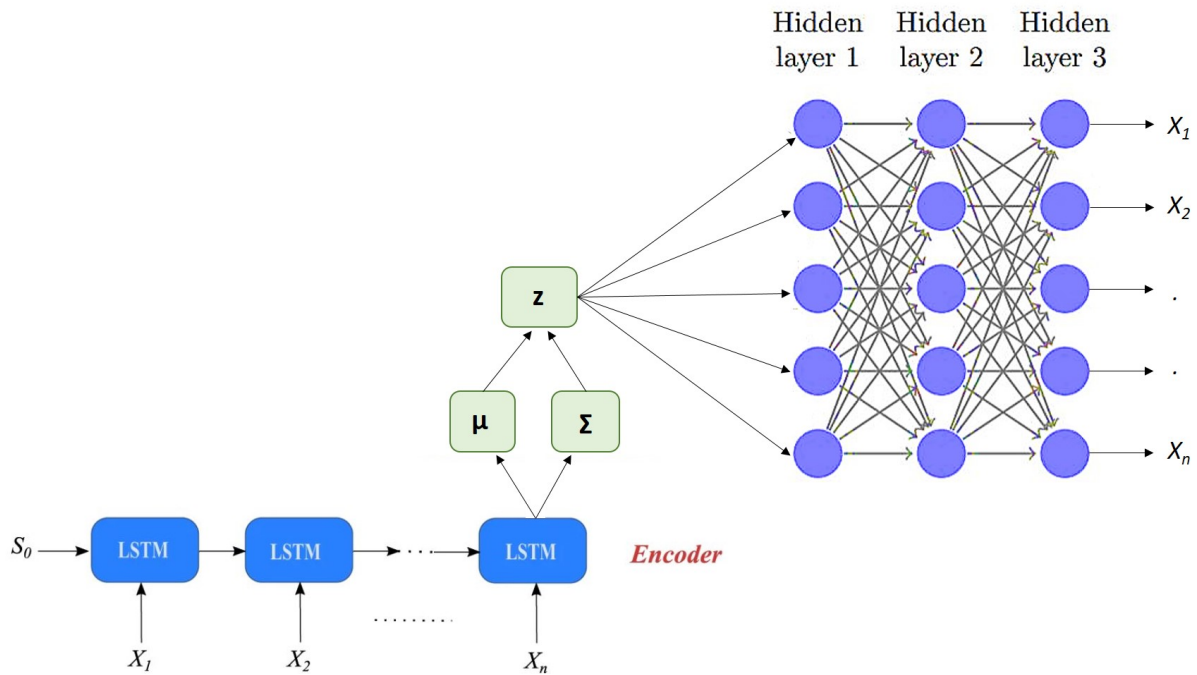 Hidden layer 1
Hidden layer 2
Hidden layer 3
X1
X2
.
.
Xn
z
μ
Σ
S0
LSTM
LSTM
. . .
LSTM
Encoder
X1
X2
.........
Xn